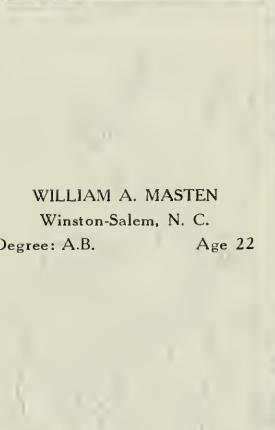 WILLIAM A. MASTEN
Winston-Salem, N. C.
Degree: A.B. Age 22